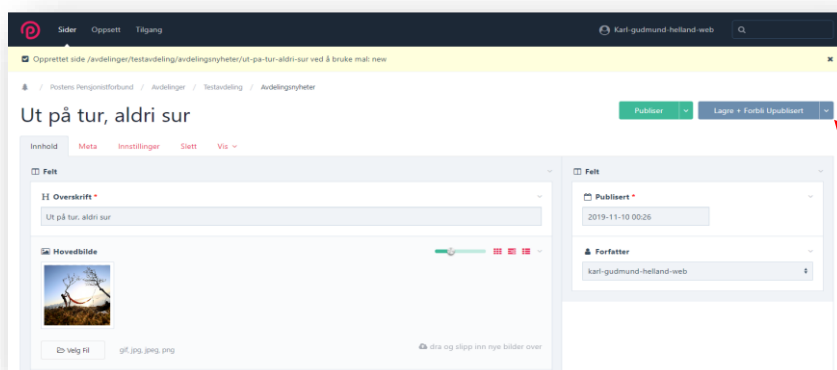 Sider Oppsett Tilgang Karl-gudmund-helland-web
Opprettet side /avdelinger/testavdeling/avdelingsnyheter/ut-pa-tur-aldri-sur ved å bruke mal: new
/ Postens Pensjonistforbund / Avdelinger / Testavdeling / Avdelingsnyheter
Ut på tur, aldri sur
Publiser Lagre + Forbli Upublisert
Innhold Meta Innstillinger Slett Vis
Felt
Overskrift *
Ut på tur, aldri sur
Hovedbilde
Velg Fil gif, jpg, jpeg, png dra og slipp inn nye bilder over
Felt
Publisert *
2019-11-10 00:26
Forfatter
karl-gudmund-helland-web